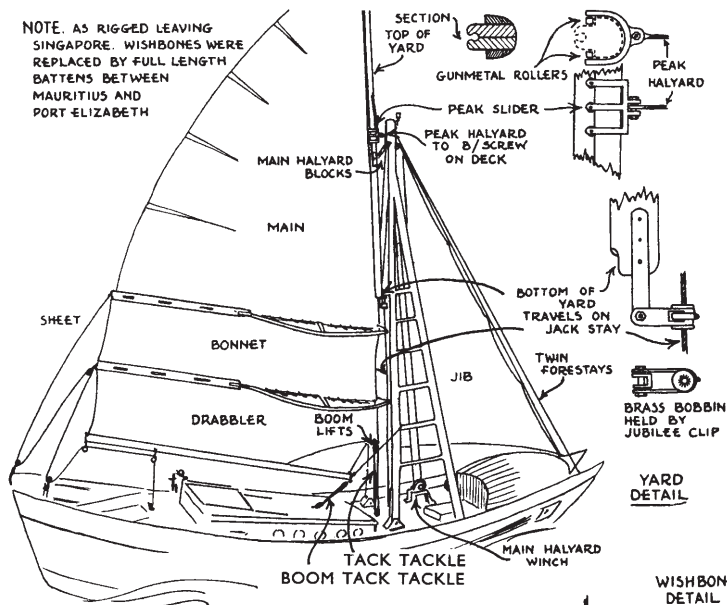 NOTE. AS RIGGED LEAVING
SINGAPORE. WISHBONES WERE
REPLACED BY FULL LENGTH
BATTENS BETWEEN
MAURITIUS AND
PORT ELIZABETH
SECTION
TOP OF
YARD
GUNMETAL ROLLERS
PEAK
HALYARD
PEAK SLIDER
PEAK HALYARD
TO B/SCREW
ON DECK
MAIN HALYARD
BLOCKS
MAIN
BOTTOM OF
YARD
TRAVELS ON
JACK STAY
SHEET
BONNET
JIB
TWIN
FORESTAYS
DRABBLER
BOOM
LIFTS
BRASS BOBBIN
HELD BY
JUBILEE CLIP
YARD
DETAIL
MAIN HALYARD
WINCH
TACK TACKLE
BOOM TACK TACKLE
WISHBON
DETAIL